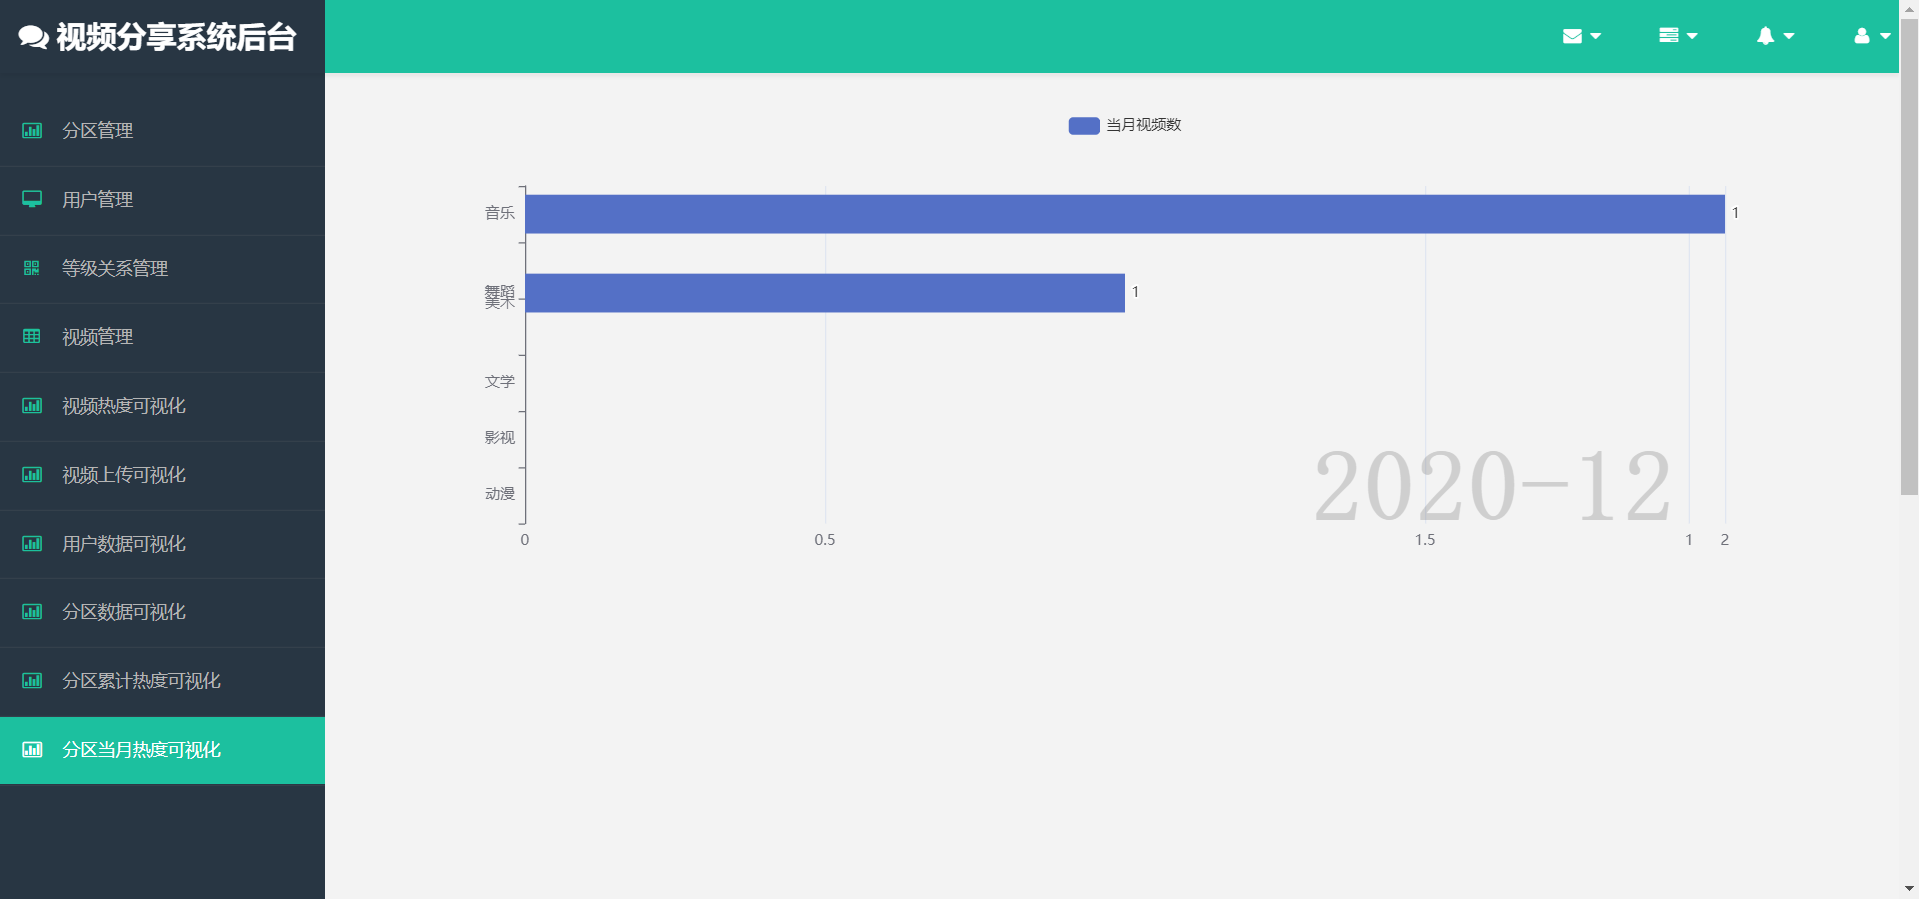 视频分享系统后台
分区管理
用户管理
等级关系管理
视频管理
视频热度可视化
视频上传可视化
用户数据可视化
分区数据可视化
分区累计热度可视化
分区当月热度可视化
当月视频数
音乐
1
舞蹈
1
美术
文学
影视
动漫
2020-12
0
0.5
1.5
1
2